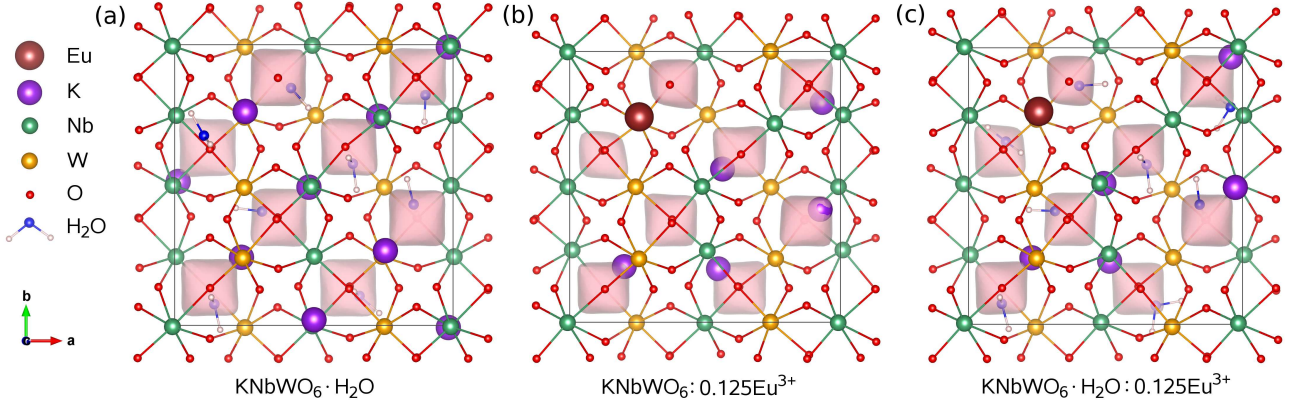 (a)
(b)
(c)
Eu
K
Nb
W
O
H₂O
b
a
c
KNbWO₆· H₂O
KNbWO₆: 0.125Eu³⁺
KNbWO₆· H₂O: 0.125Eu³⁺